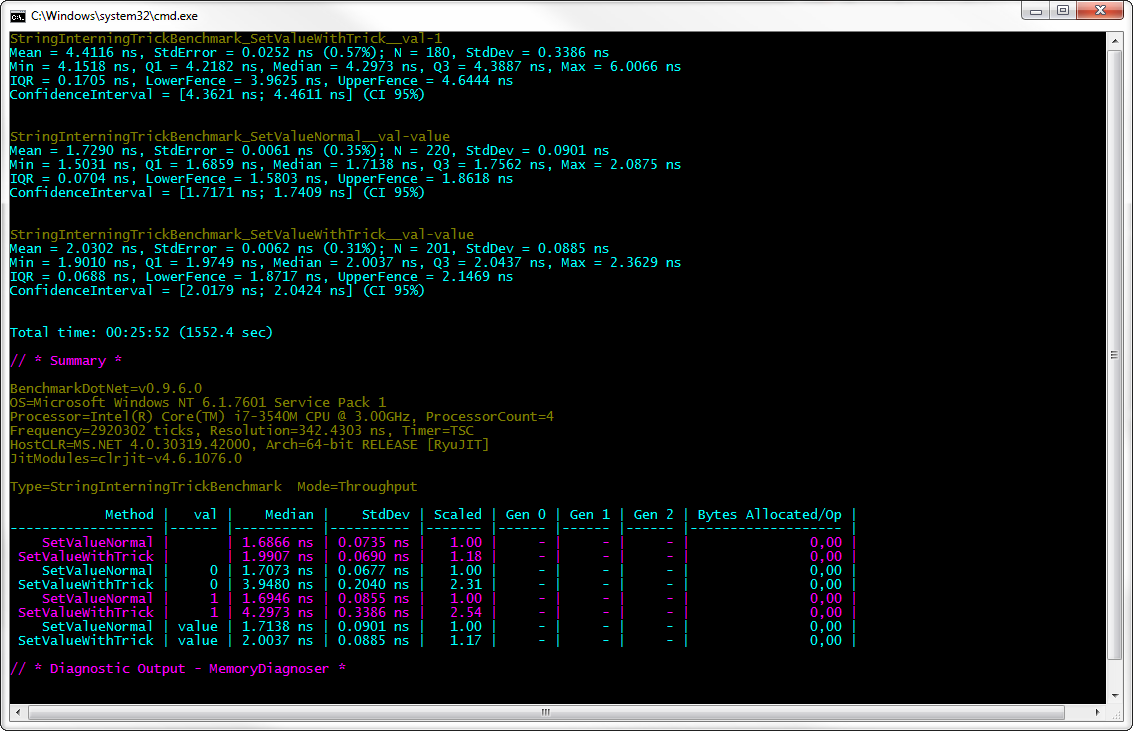 C:\Windows\system32\cmd.exe
StringInterningTrickBenchmark_SetValueWithTrick__val-1
Mean = 4.4116 ns, StdError = 0.0252 ns (0.57%); N = 180, StdDev = 0.3386 ns
Min = 4.1518 ns, Q1 = 4.2182 ns, Median = 4.2973 ns, Q3 = 4.3887 ns, Max = 6.0066 ns
IQR = 0.1705 ns, LowerFence = 3.9625 ns, UpperFence = 4.6444 ns
ConfidenceInterval = [4.3621 ns; 4.4611 ns] (CI 95%)
StringInterningTrickBenchmark_SetValueNormal__val-value
Mean = 1.7290 ns, StdError = 0.0061 ns (0.35%); N = 220, StdDev = 0.0901 ns
Min = 1.5031 ns, Q1 = 1.6859 ns, Median = 1.7138 ns, Q3 = 1.7562 ns, Max = 2.0875 ns
IQR = 0.0704 ns, LowerFence = 1.5803 ns, UpperFence = 1.8618 ns
ConfidenceInterval = [1.7171 ns; 1.7409 ns] (CI 95%)
StringInterningTrickBenchmark_SetValueWithTrick__val-value
Mean = 2.0302 ns, StdError = 0.0062 ns (0.31%); N = 201, StdDev = 0.0885 ns
Min = 1.9010 ns, Q1 = 1.9749 ns, Median = 2.0037 ns, Q3 = 2.0437 ns, Max = 2.3629 ns
IQR = 0.0688 ns, LowerFence = 1.8717 ns, UpperFence = 2.1469 ns
ConfidenceInterval = [2.0179 ns; 2.0424 ns] (CI 95%)
Total time: 00:25:52 (1552.4 sec)
// * Summary *
BenchmarkDotNet=v0.9.6.0
OS=Microsoft Windows NT 6.1.7601 Service Pack 1
Processor=Intel(R) Core(TM) i7-3540M CPU @ 3.00GHz, ProcessorCount=4
Frequency=2920302 ticks, Resolution=342.4303 ns, Timer=TSC
HostCLR=MS.NET 4.0.30319.42000, Arch=64-bit RELEASE [RyuJIT]
JitModules=clrjit-v4.6.1076.0
Type=StringInterningTrickBenchmark  Mode=Throughput
Method | val | Median | StdDev | Scaled | Gen 0 | Gen 1 | Gen 2 | Bytes Allocated/Op |
------------------ |------ |---------- |---------- |------- |------ |------ |------ |------------------- |
SetValueNormal | | 1.6866 ns | 0.0735 ns | 1.00 | - | - | - | 0,00 |
SetValueWithTrick | | 1.9907 ns | 0.0690 ns | 1.18 | - | - | - | 0,00 |
SetValueNormal | 0 | 1.7073 ns | 0.0677 ns | 1.00 | - | - | - | 0,00 |
SetValueWithTrick | 0 | 3.9480 ns | 0.2040 ns | 2.31 | - | - | - | 0,00 |
SetValueNormal | 1 | 1.6946 ns | 0.0855 ns | 1.00 | - | - | - | 0,00 |
SetValueWithTrick | 1 | 4.2973 ns | 0.3386 ns | 2.54 | - | - | - | 0,00 |
SetValueNormal | value | 1.7138 ns | 0.0901 ns | 1.00 | - | - | - | 0,00 |
SetValueWithTrick | value | 2.0037 ns | 0.0885 ns | 1.17 | - | - | - | 0,00 |
// * Diagnostic Output - MemoryDiagnoser *